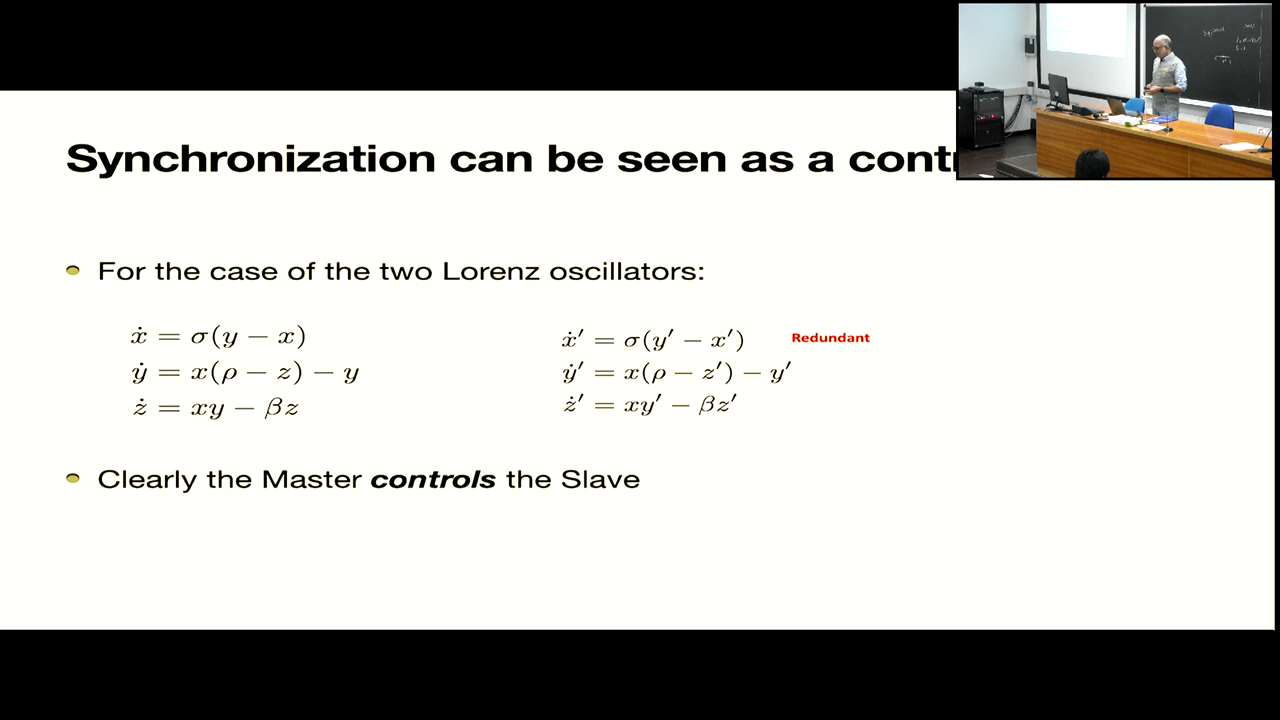 Synchronization can be seen as a cont
For the case of the two Lorenz oscillators:
ẋ = σ(y − x)
ẏ = x(ρ − z) − y
ż = xy − βz
ẋ′ = σ(y′ − x′) Redundant
ẏ′ = x(ρ − z′) − y′
ż′ = xy′ − βz′
Clearly the Master controls the Slave